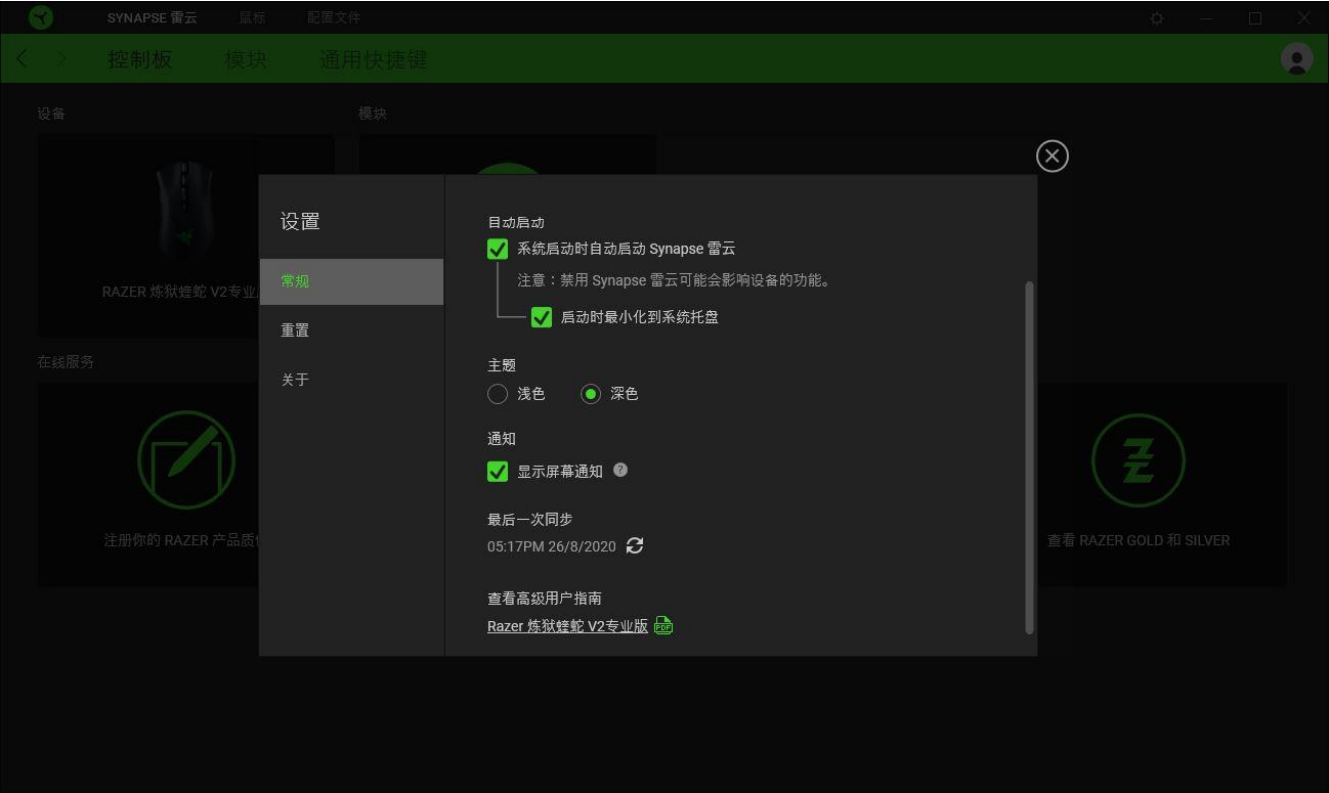 SYNAPSE 雷云 鼠标 配置文件
控制板 模块 通用快捷键
设备 模块
RAZER 炼狱蝰蛇 V2专业
在线服务
注册你的 RAZER 产品质
查看 RAZER GOLD 和 SILVER
设置
常规
重置
关于
自动启动
系统启动时自动启动 Synapse 雷云
注意：禁用 Synapse 雷云可能会影响设备的功能。
启动时最小化到系统托盘
主题
浅色 深色
通知
显示屏幕通知 ?
最后一次同步
05:17PM 26/8/2020
查看高级用户指南
Razer 炼狱蝰蛇 V2专业版 PDF